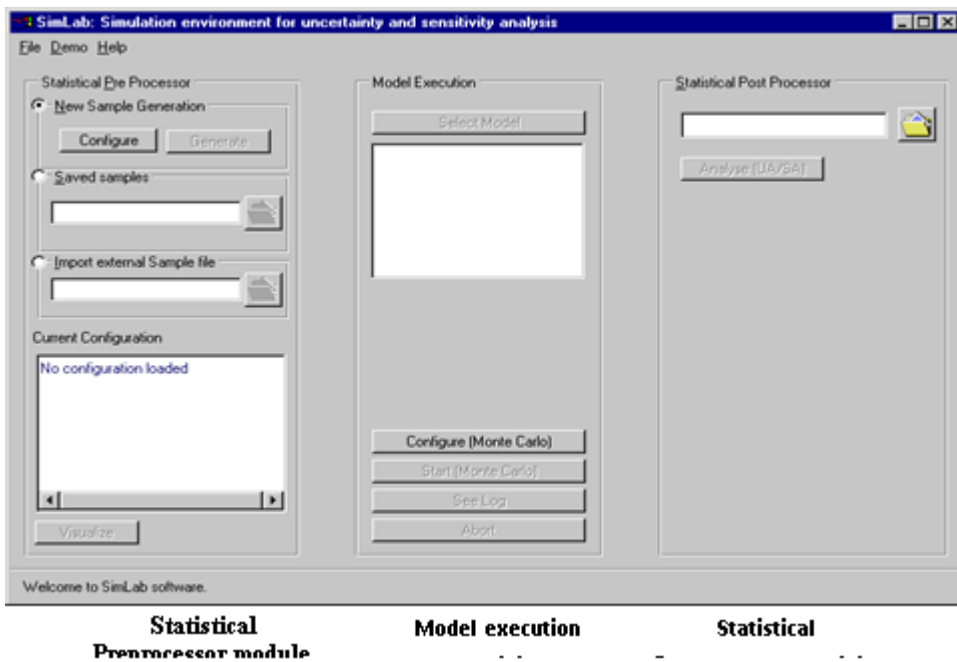 SimLab: Simulation environment for uncertainty and sensitivity analysis
File Demo Help
Statistical Pre Processor
New Sample Generation
Configure Generate
Saved samples
Import external Sample file
Current Configuration
No configuration loaded
Visualize
Model Execution
Select Model
Configure (Monte Carlo)
Start (Monte Carlo)
See Log
Abort
Statistical Post Processor
Analyse (UA/SA)
Welcome to SimLab software.
Statistical
Preprocessor module
Model execution
Statistical